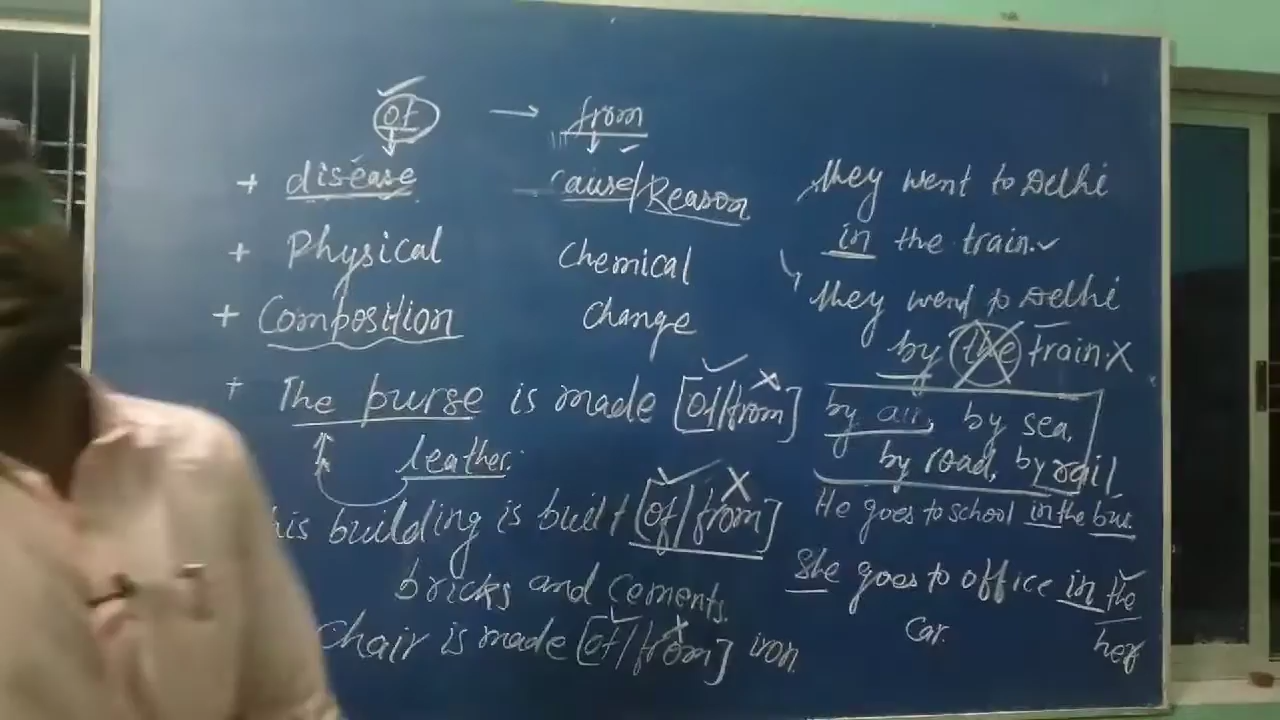 of → from
+ disease cause/Reason
+ Physical Chemical
+ Composition change
+ The purse is made [of/from]
leather.
his building is built [of/from]
bricks and cements.
chair is made [of/from] iron
they went to Delhi
in the train.
they went to Delhi
by the train. X
by air, by sea,
by road, by rail
He goes to school in the bus.
She goes to office in the
car. her